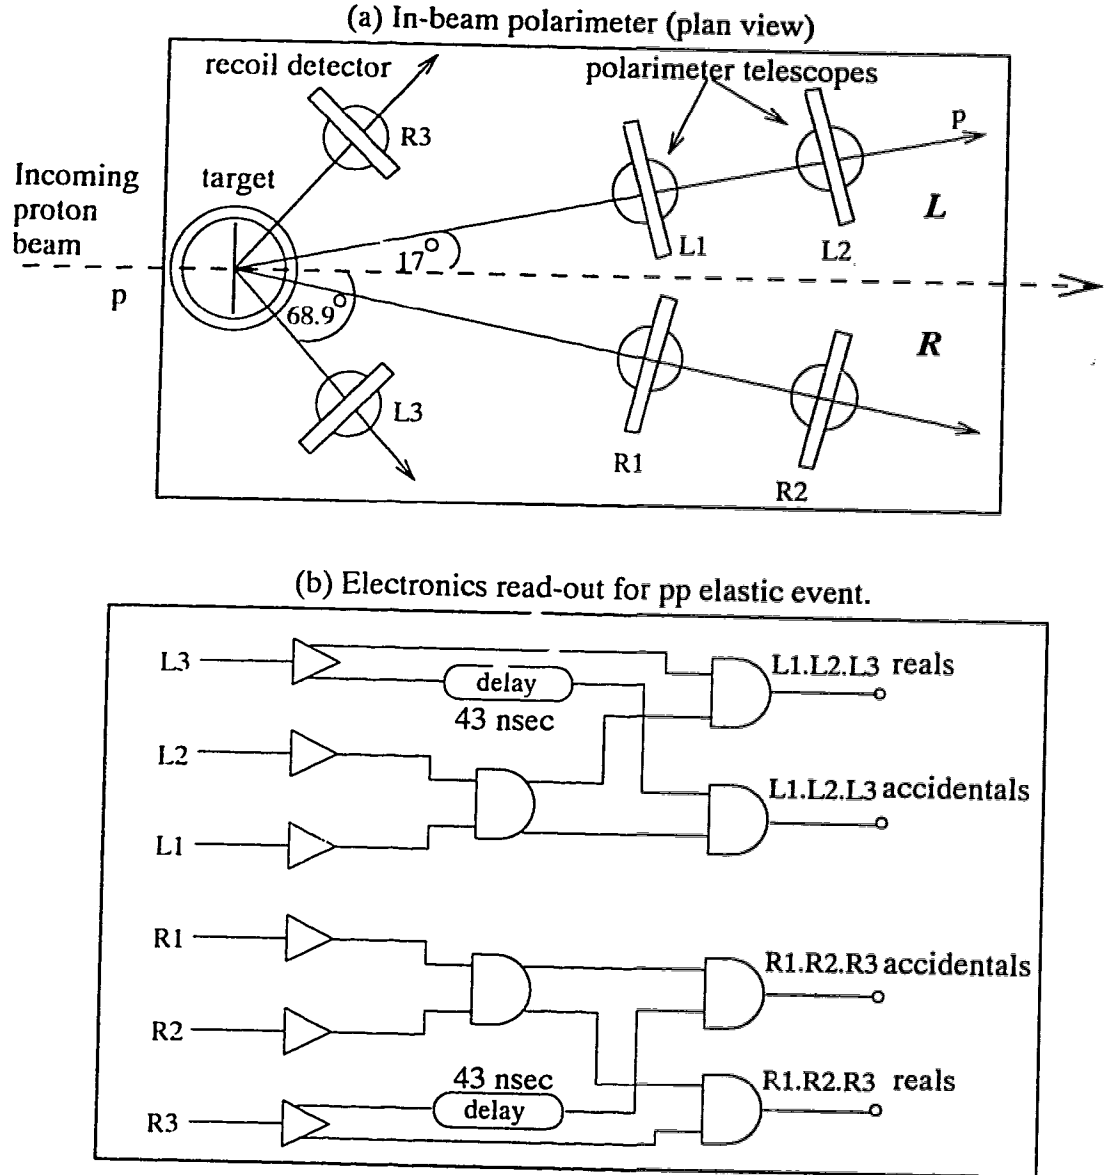 (a) In-beam polarimeter (plan view)
recoil detector
polarimeter telescopes
R3
p
Incoming
proton
beam
target
L
L1
L2
17°
p
68.9°
R
L3
R1
R2
(b) Electronics read-out for pp elastic event.
L3
L1.L2.L3 reals
delay
43 nsec
L2
L1.L2.L3 accidentals
L1
R1
R1.R2.R3 accidentals
R2
43 nsec
R1.R2.R3 reals
delay
R3